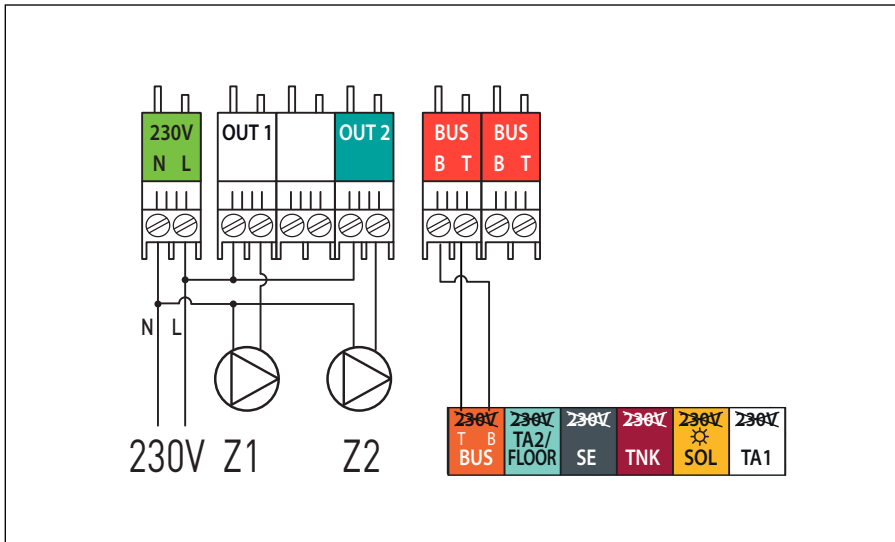 230V
N L
OUT 1
OUT 2
BUS
B T
BUS
B T
N L
230V Z1 Z2
230V
T B
BUS
230V
TA2/
FLOOR
230V
SE
230V
TNK
230V
SOL
230V
TA1